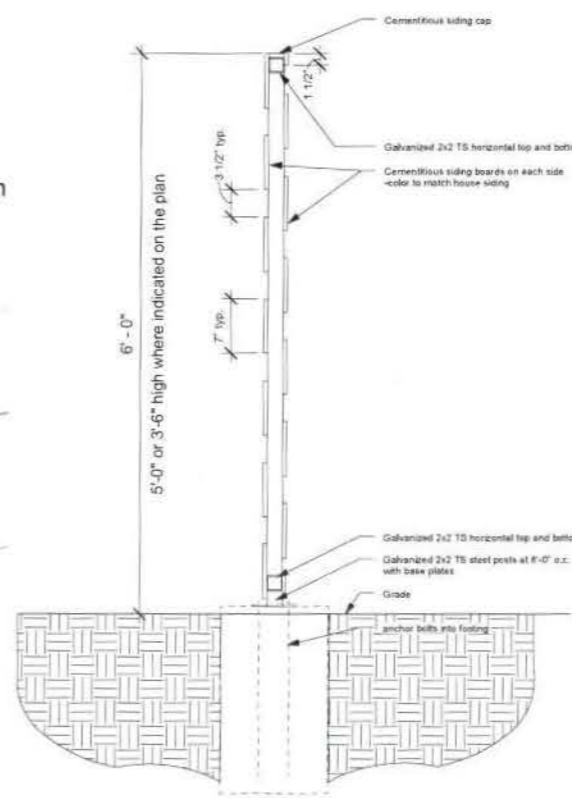 Cementitious siding cap
1 1/2"
Galvanized 2x2 TS horizontal top and botto
Cementitious siding boards on each side
-color to match house siding
3 1/2" typ.
7" typ.
6' - 0"
5'-0" or 3'-6" high where indicated on the plan
Galvanized 2x2 TS horizontal top and botto
Galvanized 2x2 TS steel posts at 6'-0" o.c.
with base plates
Grade
anchor bolts into footing